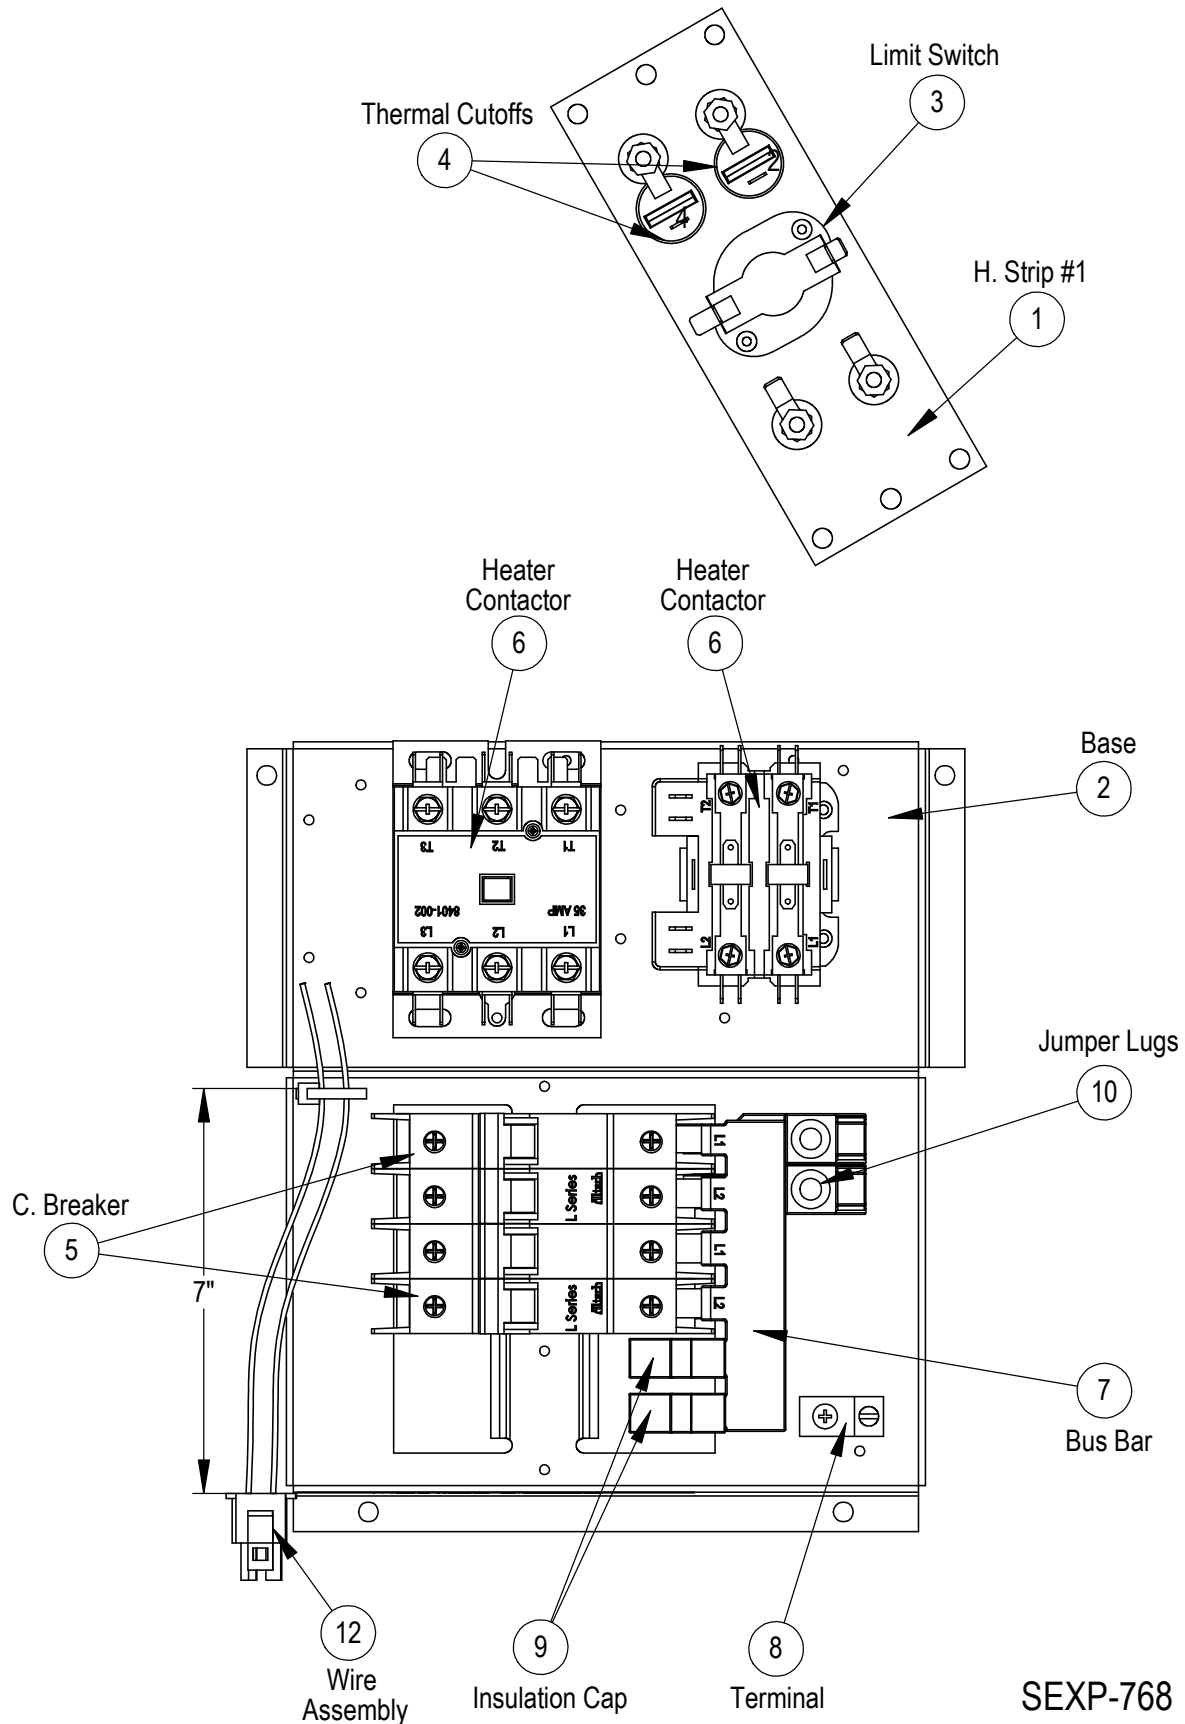 Limit Switch
3
Thermal Cutoffs
4
2
4
H. Strip #1
1
Heater
Contactor
6
Heater
Contactor
6
Base
2
T3
T2
T1
8401-002
35 AMP
L3
L2
L1
T2
T1
L2
L1
Jumper Lugs
10
C. Breaker
5
7"
L Series
Altech
L Series
Altech
L1
L2
L1
L2
7
Bus Bar
12
Wire
Assembly
9
Insulation Cap
8
Terminal
SEXP-768